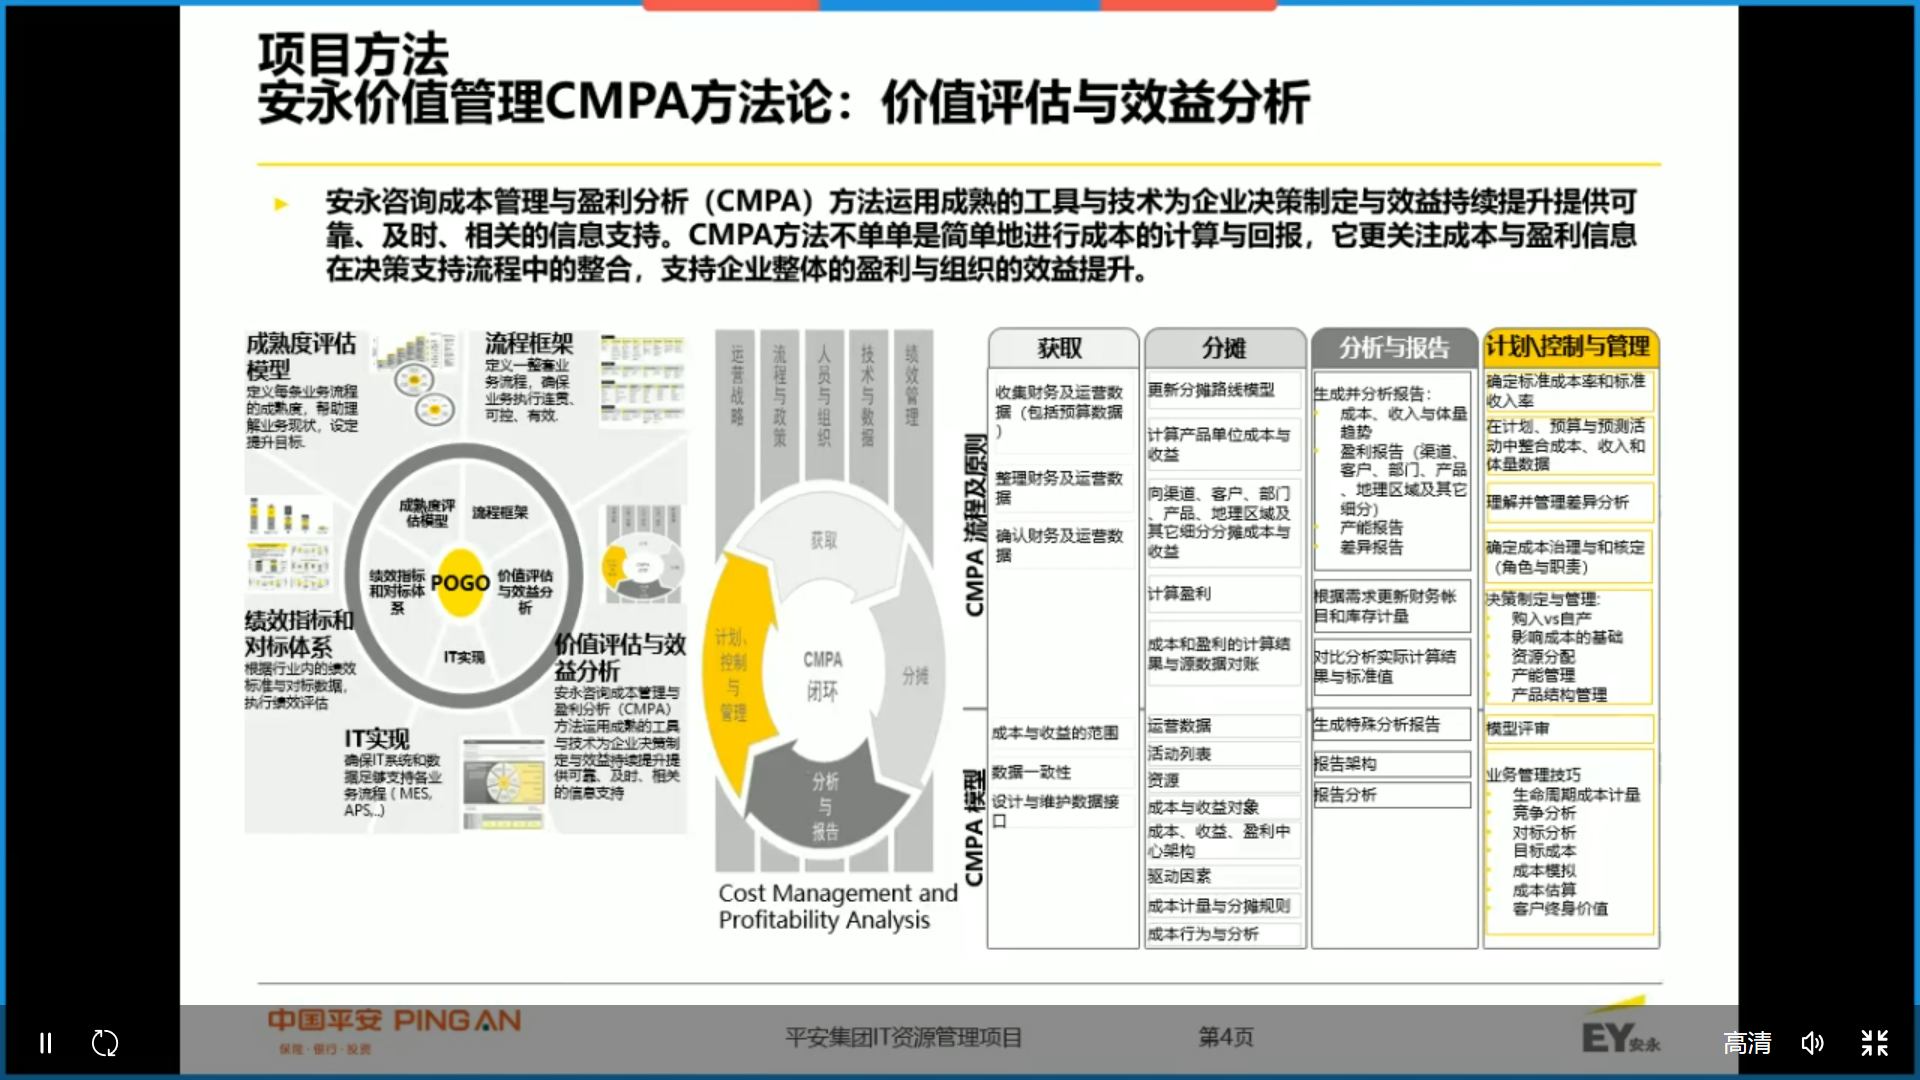 项目方法
安永价值管理CMPA方法论：价值评估与效益分析
安永咨询成本管理与盈利分析（CMPA）方法运用成熟的工具与技术为企业决策制定与效益持续提升提供可
靠、及时、相关的信息支持。CMPA方法不单单是简单地进行成本的计算与回报，它更关注成本与盈利信息
在决策支持流程中的整合，支持企业整体的盈利与组织的效益提升。
成熟度评估
模型
定义每条业务流程
的成熟度，帮助理
解业务现状，设定
提升目标.
流程框架
定义一整套业
务流程，确保
业务执行连贯、
可控、有效.
成熟度评
估模型
流程框架
绩效指标
和对标体
系
POGO
价值评估
与效益分
析
IT实现
绩效指标和
对标体系
根据行业内的绩效
标准与对标数据，
执行绩效评估
IT实现
确保IT系统和数
据足够支持各业
务流程（MES,
APS,..)
价值评估与效
益分析
安永咨询成本管理与
盈利分析（CMPA）
方法运用成熟的工具
与技术为企业决策制
定与效益持续提升提
供可靠、及时、相关
的信息支持
运营战略
流程与政策
人员与组织
技术与数据
绩效管理
获取
分摊
分析
与
报告
计划、
控制
与
管理
CMPA
闭环
Cost Management and
Profitability Analysis
CMPA 流程及原则
CMPA 模型
获取
收集财务及运营数
据（包括预算数据
）
整理财务及运营数
据
确认财务及运营数
据
成本与收益的范围
数据一致性
设计与维护数据接
口
分摊
更新分摊路线模型
计算产品单位成本与
收益
向渠道、客户、部门
、产品、地理区域及
其它细分分摊成本与
收益
计算盈利
成本和盈利的计算结
果与源数据对账
运营数据
活动列表
资源
成本与收益对象
成本、收益、盈利中
心架构
驱动因素
成本计量与分摊规则
成本行为与分析
分析与报告
生成并分析报告：
成本、收入与体量
趋势
盈利报告（渠道、
客户、部门、产品
、地理区域及其它
细分）
产能报告
差异报告
根据需求更新财务帐
目和库存计量
对比分析实际计算结
果与标准值
生成特殊分析报告
报告架构
报告分析
计划\控制与管理
确定标准成本率和标准
收入率
在计划、预算与预测活
动中整合成本、收入和
体量数据
理解并管理差异分析
确定成本治理与和核定
（角色与职责）
决策制定与管理:
购入vs自产
影响成本的基础
资源分配
产能管理
产品结构管理
模型评审
业务管理技巧
生命周期成本计量
竞争分析
对标分析
目标成本
成本模拟
成本估算
客户终身价值
中国平安 PING AN
保险·银行·投资
平安集团IT资源管理项目
第4页
EY安永
高清